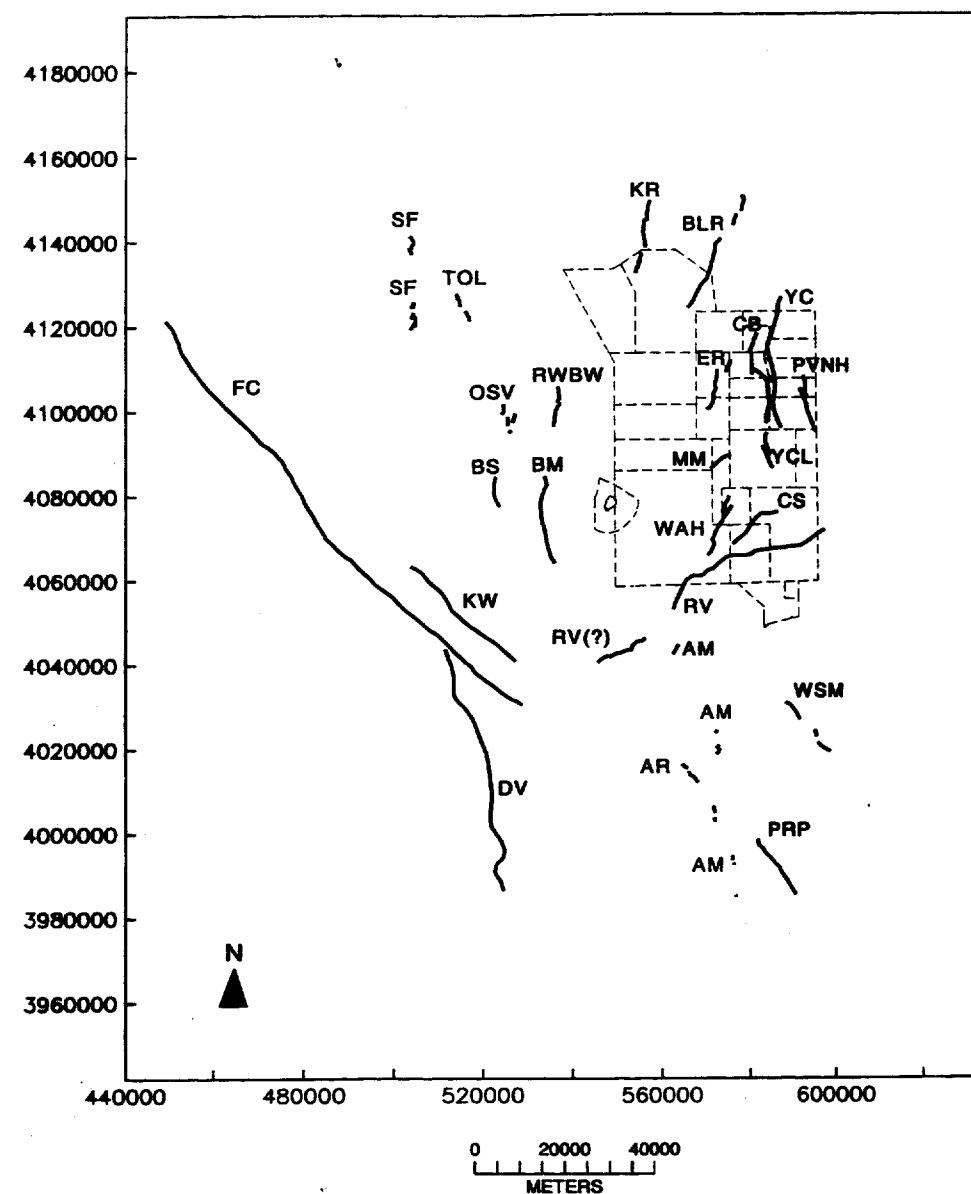 4180000
4160000
4140000
4120000
4100000
4080000
4060000
4040000
4020000
4000000
3980000
3960000
KR
SF
BLR
SF
TOL
YC
CB
FC
ER
PVNH
RWBW
OSV
BS
BM
MM
YCL
CS
WAH
KW
RV
RV(?)
AM
WSM
AM
AR
DV
PRP
AM
N
440000 480000 520000 560000 600000
0 20000 40000
METERS